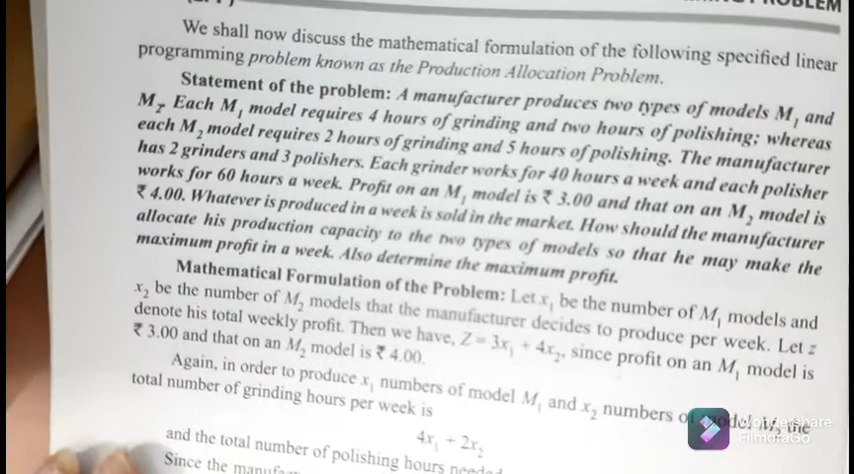 PROBLEM
We shall now discuss the mathematical formulation of the following specified linear
programming problem known as the Production Allocation Problem.
Statement of the problem: A manufacturer produces two types of models M₁ and
M₂. Each M₁ model requires 4 hours of grinding and two hours of polishing; whereas
each M₂ model requires 2 hours of grinding and 5 hours of polishing. The manufacturer
has 2 grinders and 3 polishers. Each grinder works for 40 hours a week and each polisher
works for 60 hours a week. Profit on an M₁ model is ₹ 3.00 and that on an M₂ model is
₹ 4.00. Whatever is produced in a week is sold in the market. How should the manufacturer
allocate his production capacity to the two types of models so that he may make the
maximum profit in a week. Also determine the maximum profit.
Mathematical Formulation of the Problem: Let x₁ be the number of M₁ models and
x₂ be the number of M₂ models that the manufacturer decides to produce per week. Let z
denote his total weekly profit. Then we have, Z = 3x₁ + 4x₂, since profit on an M₁ model is
₹ 3.00 and that on an M₂ model is ₹ 4.00.
Again, in order to produce x₁ numbers of model M₁ and x₂ numbers of model M₂, the
total number of grinding hours per week is
4x₁ + 2x₂
and the total number of polishing hours needed
Since the
Wondershare
FilmoraGo